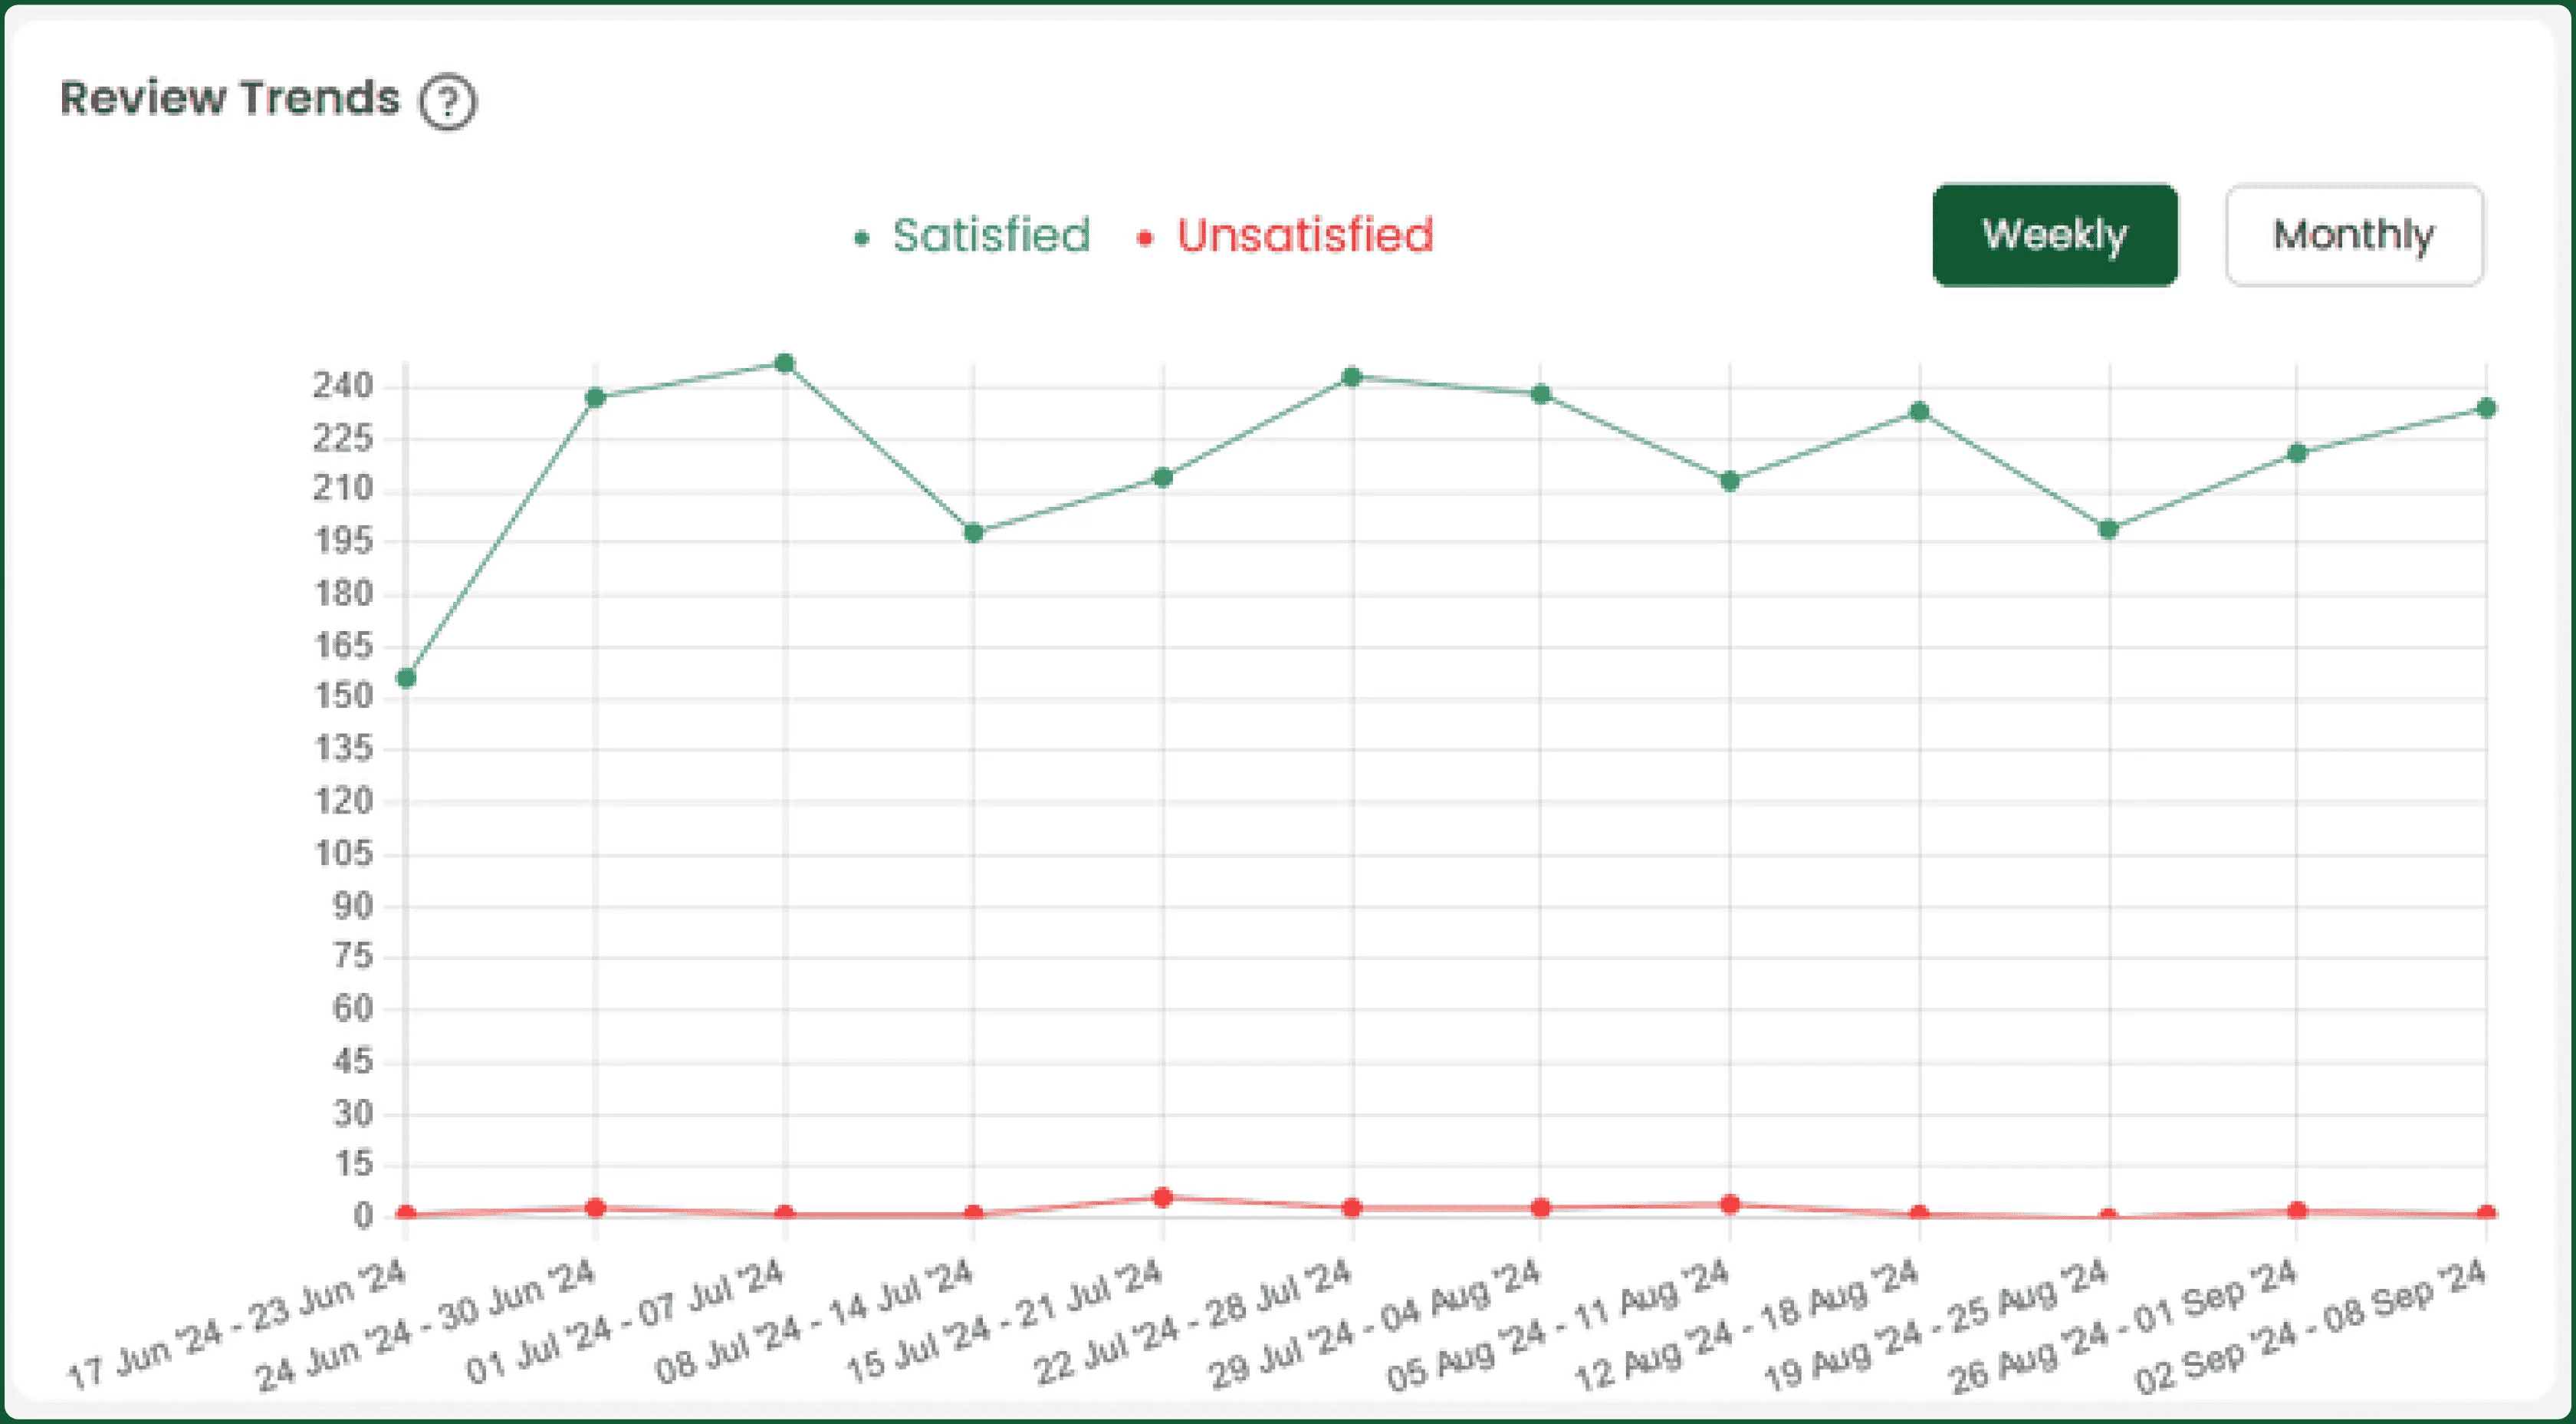 Review Trends ?
Satisfied Unsatisfied
Weekly Monthly
240
225
210
195
180
165
150
135
120
105
90
75
60
45
30
15
0
17 Jun '24 - 23 Jun '24
24 Jun '24 - 30 Jun '24
01 Jul '24 - 07 Jul '24
08 Jul '24 - 14 Jul '24
15 Jul '24 - 21 Jul '24
22 Jul '24 - 28 Jul '24
29 Jul '24 - 04 Aug '24
05 Aug '24 - 11 Aug '24
12 Aug '24 - 18 Aug '24
19 Aug '24 - 25 Aug '24
26 Aug '24 - 01 Sep '24
02 Sep '24 - 08 Sep '24